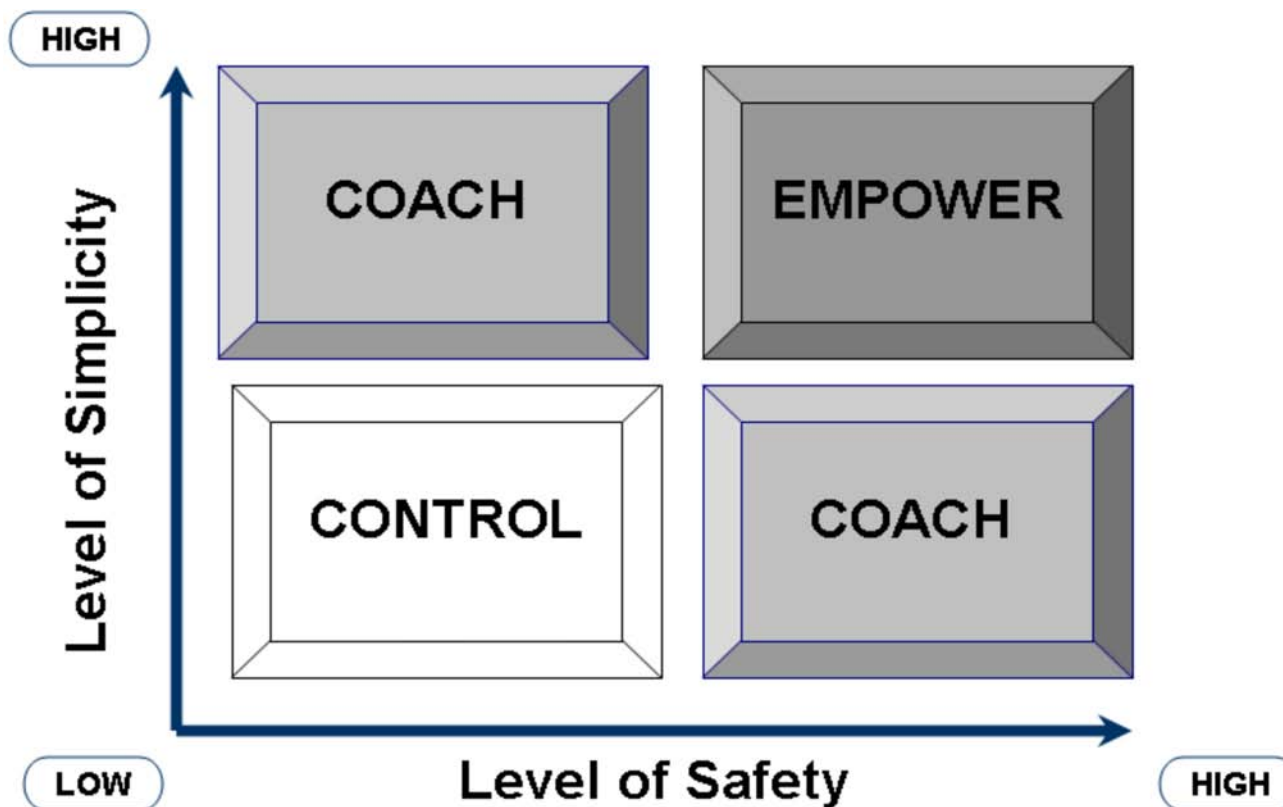 HIGH
COACH
EMPOWER
Level of Simplicity
CONTROL
COACH
LOW
Level of Safety
HIGH